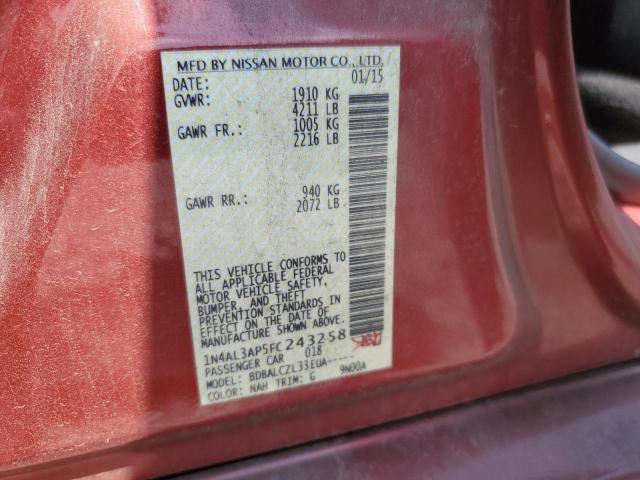 MFD BY NISSAN MOTOR CO., LTD.
DATE: 01/15
GVWR: 1910 KG
4211 LB
GAWR FR.: 1005 KG
2216 LB
GAWR RR.: 940 KG
2072 LB
THIS VEHICLE CONFORMS TO
ALL APPLICABLE FEDERAL
MOTOR VEHICLE SAFETY,
BUMPER, AND THEFT
PREVENTION STANDARDS IN
EFFECT ON THE DATE OF
MANUFACTURE SHOWN ABOVE.
1N4AL3AP5FC243258
PASSENGER CAR 018
MODEL: BDBALCZL33EUA-----
COLOR: NAH TRIM: G 9N00A